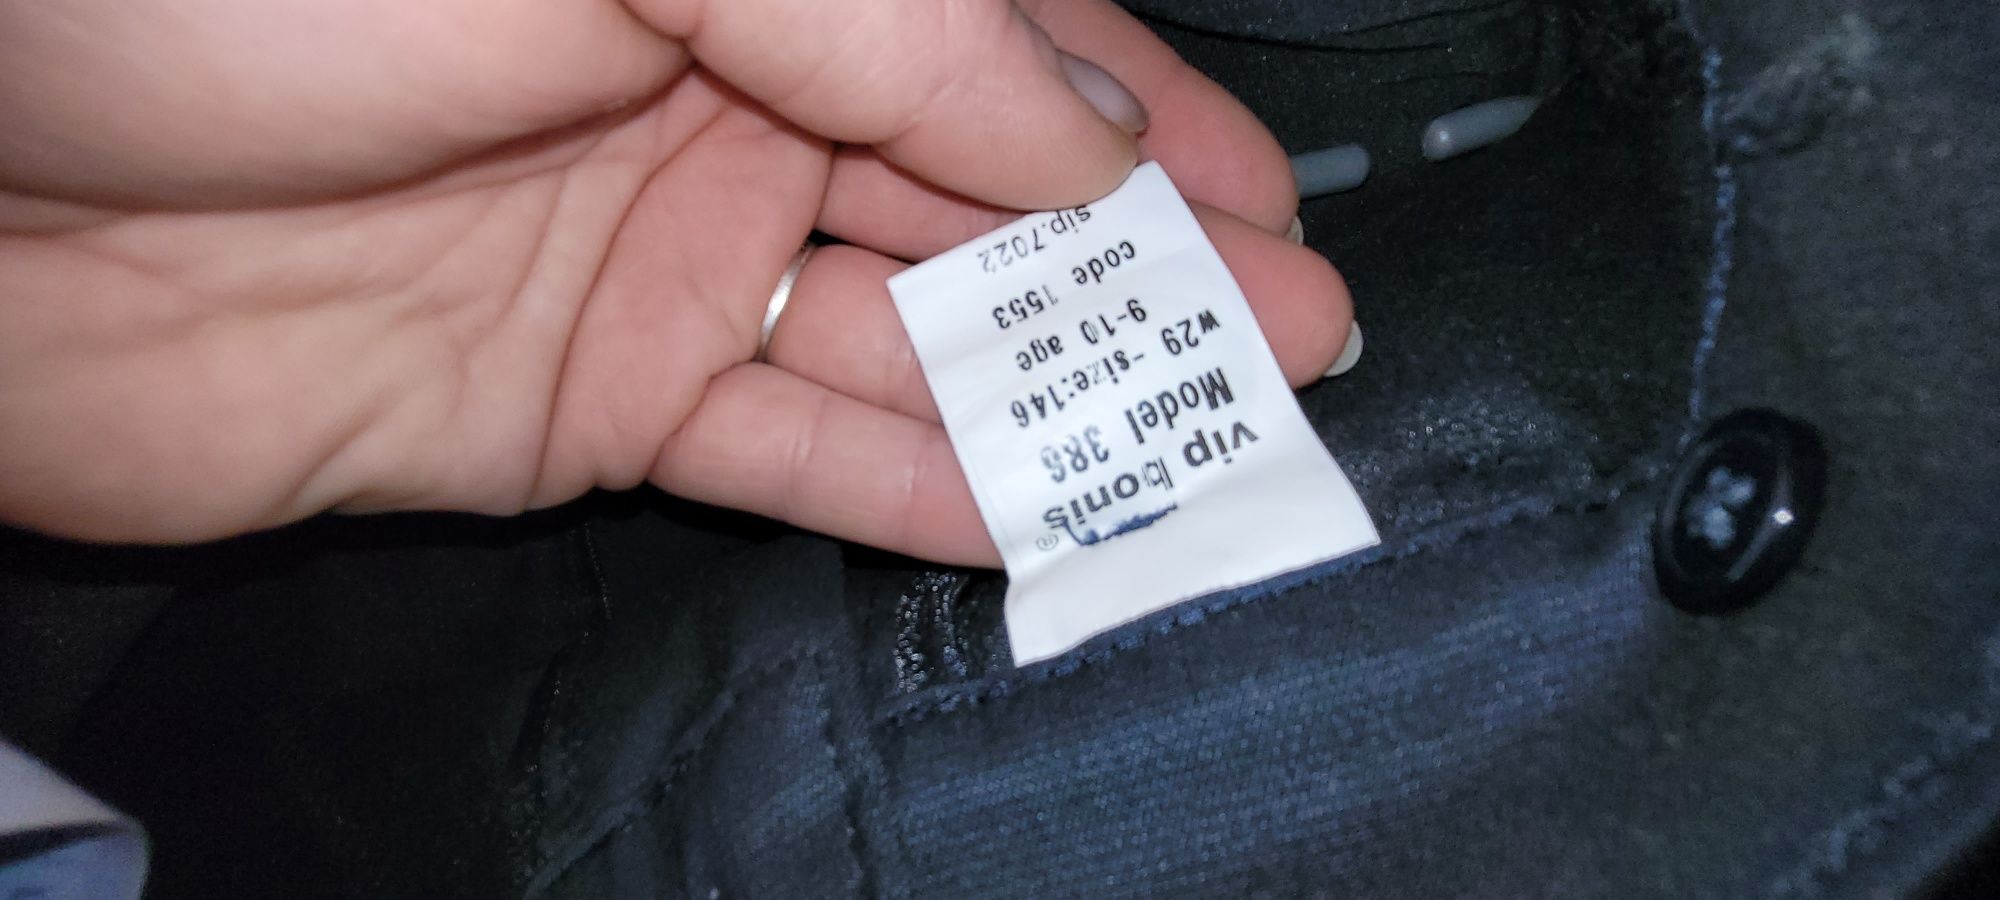 vip bonis®
Model 386
w29 -size:146
9-10 age
code 1553
sip.7022